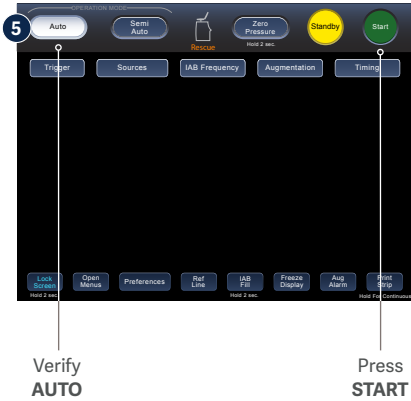 OPERATION MODE
5
Auto
Semi
Auto
Rescue
Zero
Pressure
Hold 2 sec.
Standby
Start
Trigger
Sources
IAB Frequency
Augmentation
Timing
Lock
Screen
Hold 2 sec.
Open
Menus
Preferences
Ref
Line
IAB
Fill
Hold 2 sec.
Freeze
Display
Aug
Alarm
Print
Strip
Hold For Continuous
Verify
AUTO
Press
START